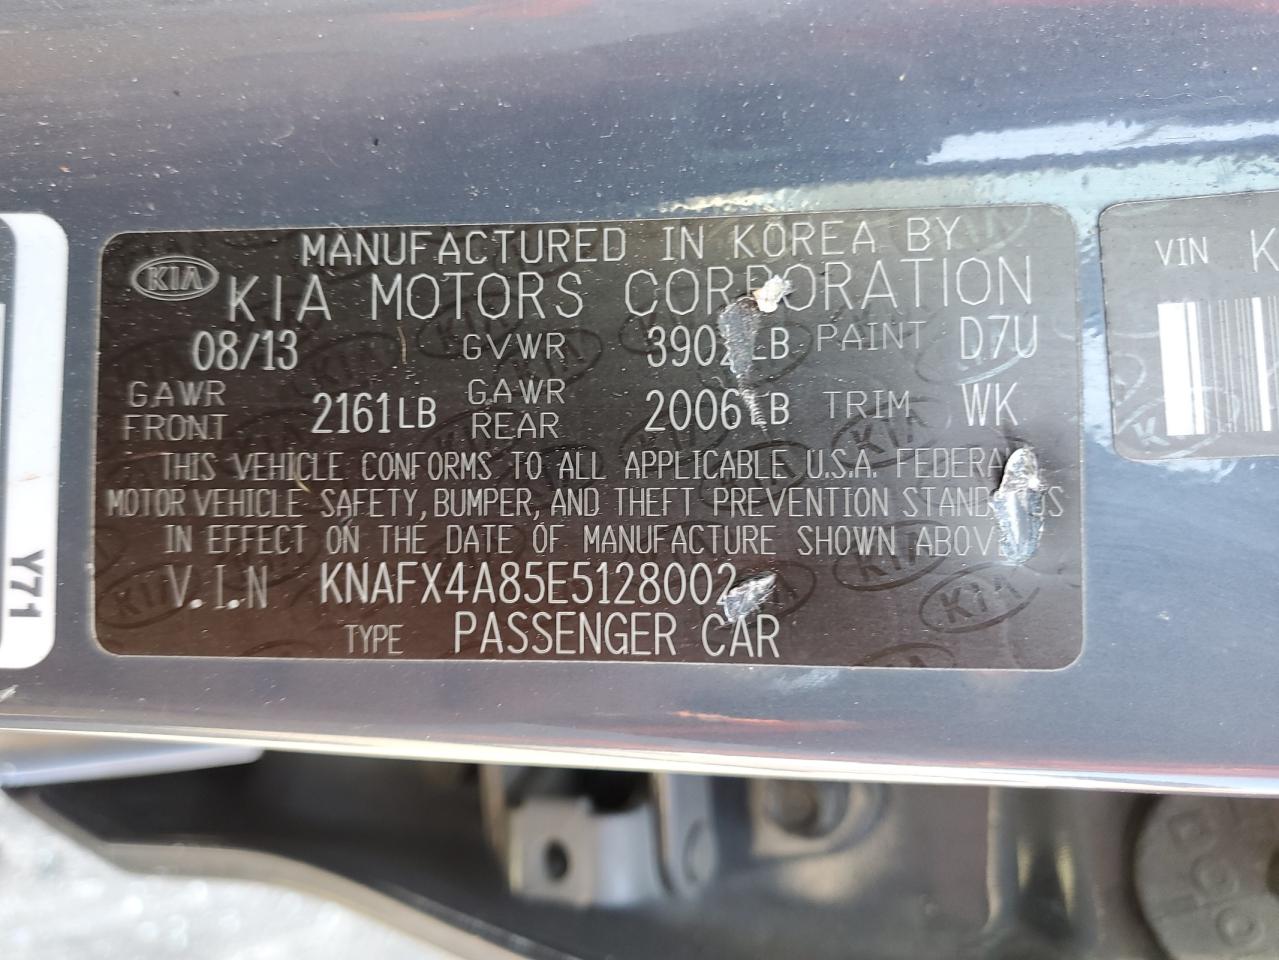 MANUFACTURED IN KOREA BY
KIA KIA MOTORS CORPORATION
08/13 GVWR PAINT D7U
GAWR FRONT 2161LB GAWR REAR 2006LB TRIM WK
THIS VEHICLE CONFORMS TO ALL APPLICABLE U.S.A. FEDERAL
MOTOR VEHICLE SAFETY, BUMPER, AND THEFT PREVENTION STANDARDS
IN EFFECT ON THE DATE OF MANUFACTURE SHOWN ABOVE
V.I.N KNAFX4A85E5128002
TYPE PASSENGER CAR
Y71
VIN K